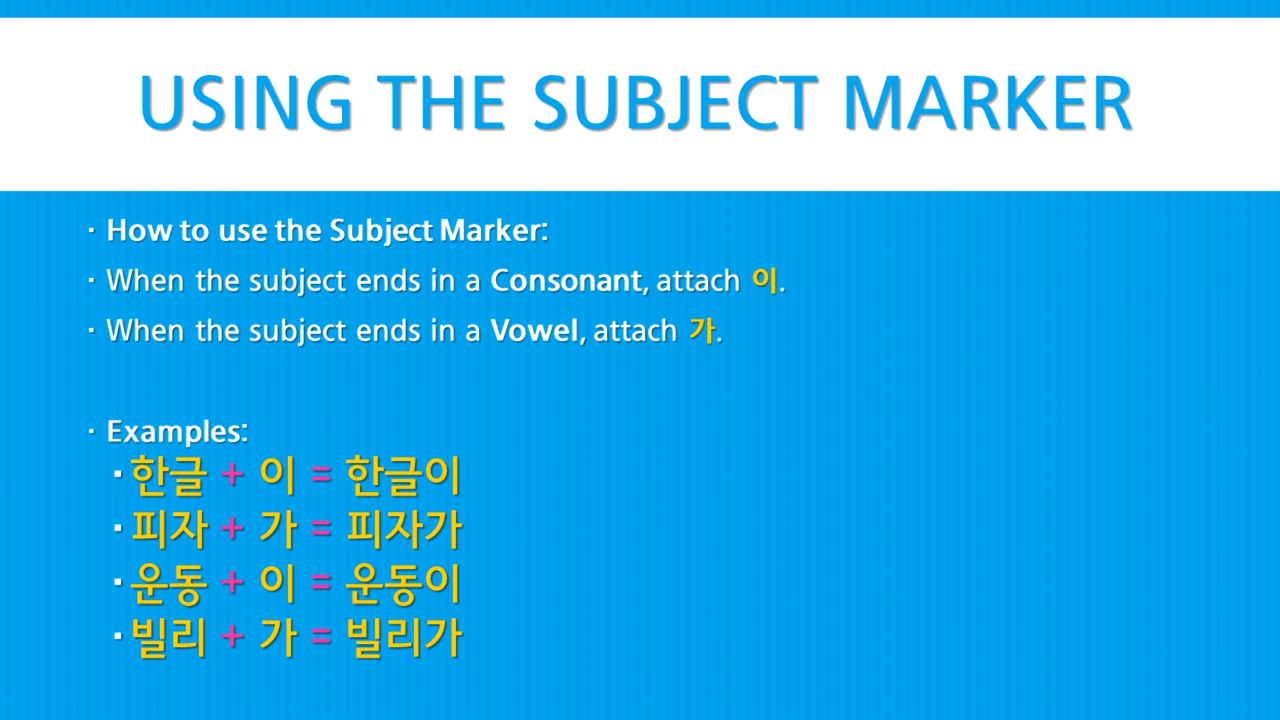 USING THE SUBJECT MARKER
· How to use the Subject Marker:
· When the subject ends in a Consonant, attach 이.
· When the subject ends in a Vowel, attach 가.
· Examples:
· 한글 + 이 = 한글이
· 피자 + 가 = 피자가
· 운동 + 이 = 운동이
· 빌리 + 가 = 빌리가